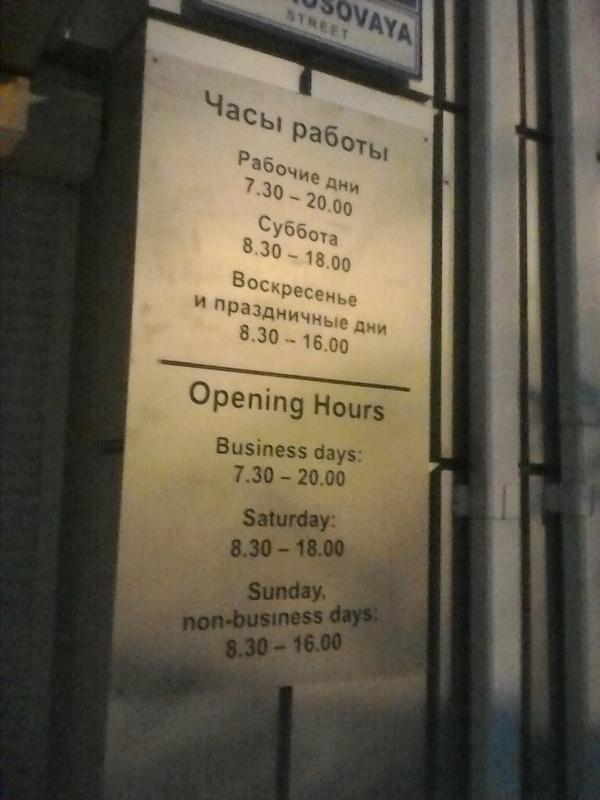 STREET
Часы работы
Рабочие дни
7.30 – 20.00
Суббота
8.30 – 18.00
Воскресенье
и праздничные дни
8.30 – 16.00
Opening Hours
Business days:
7.30 – 20.00
Saturday:
8.30 – 18.00
Sunday,
non-business days:
8.30 – 16.00